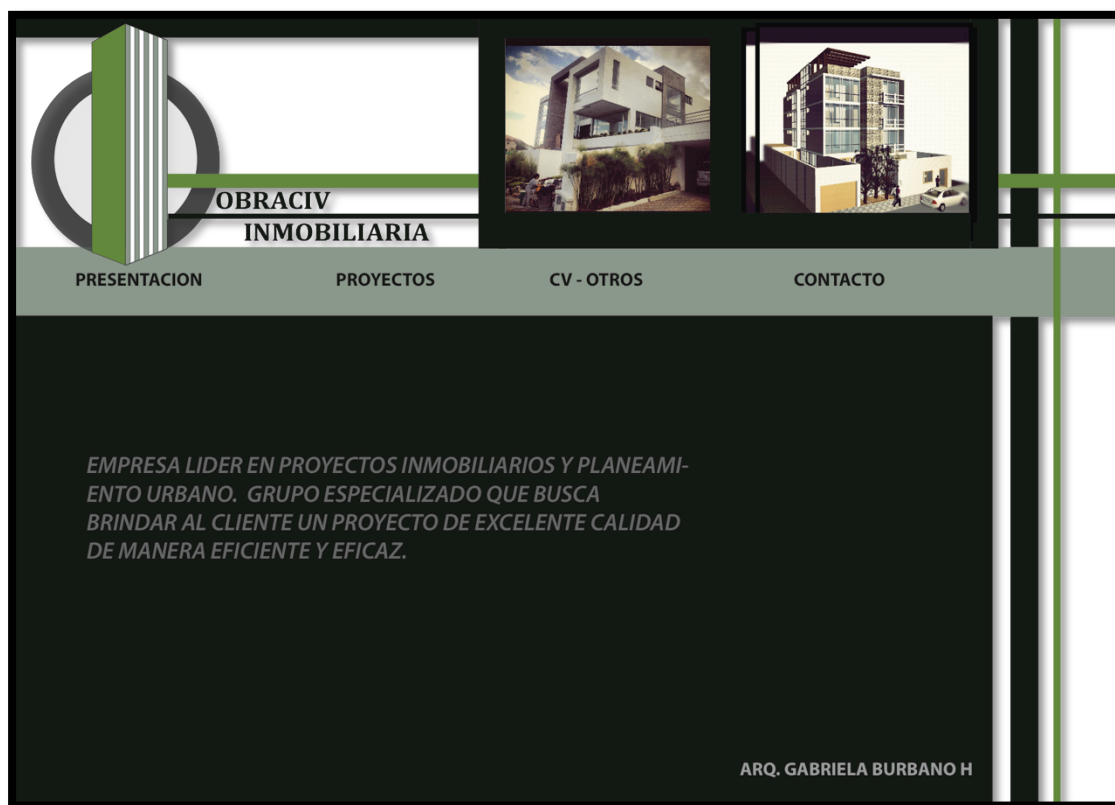 OBRACIV
INMOBILIARIA
PRESENTACION PROYECTOS CV - OTROS CONTACTO
EMPRESA LIDER EN PROYECTOS INMOBILIARIOS Y PLANEAMI-
ENTO URBANO. GRUPO ESPECIALIZADO QUE BUSCA
BRINDAR AL CLIENTE UN PROYECTO DE EXCELENTE CALIDAD
DE MANERA EFICIENTE Y EFICAZ.
ARQ. GABRIELA BURBANO H